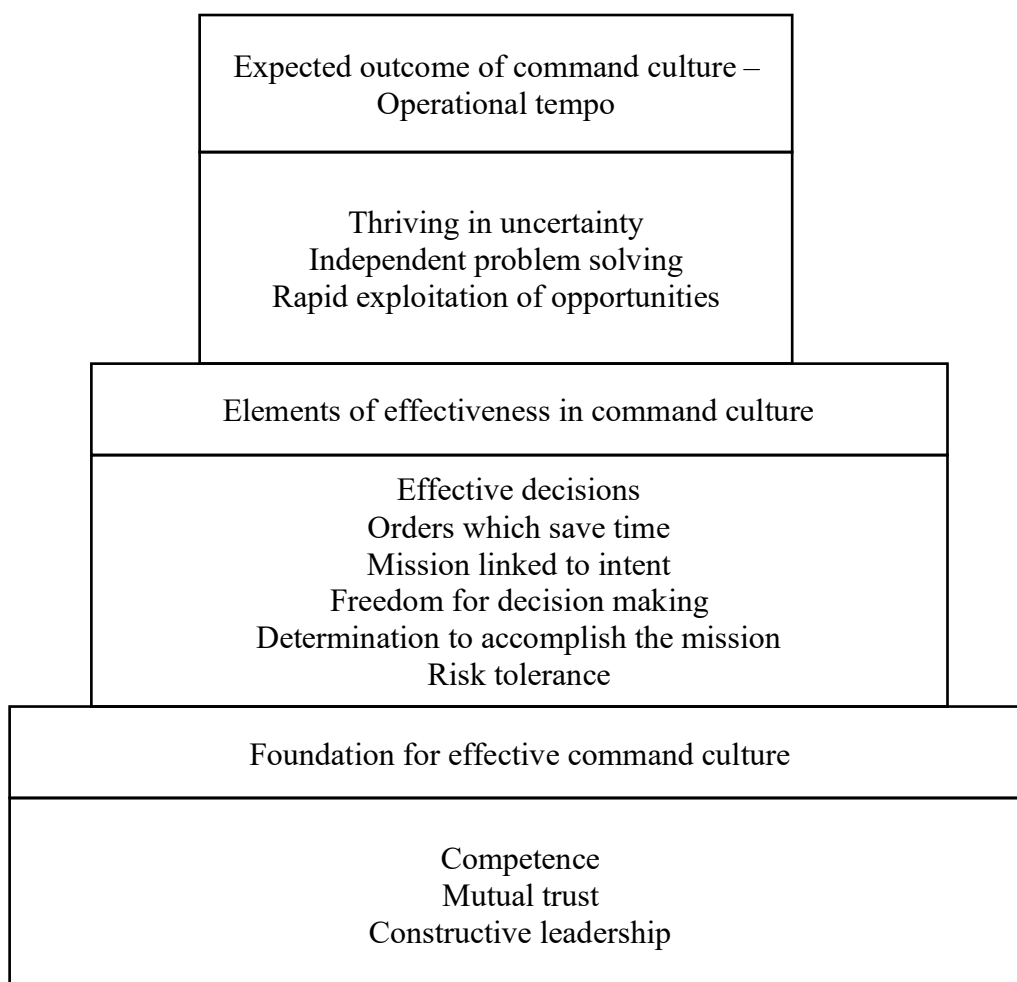 Expected outcome of command culture –
Operational tempo
Thriving in uncertainty
Independent problem solving
Rapid exploitation of opportunities
Elements of effectiveness in command culture
Effective decisions
Orders which save time
Mission linked to intent
Freedom for decision making
Determination to accomplish the mission
Risk tolerance
Foundation for effective command culture
Competence
Mutual trust
Constructive leadership